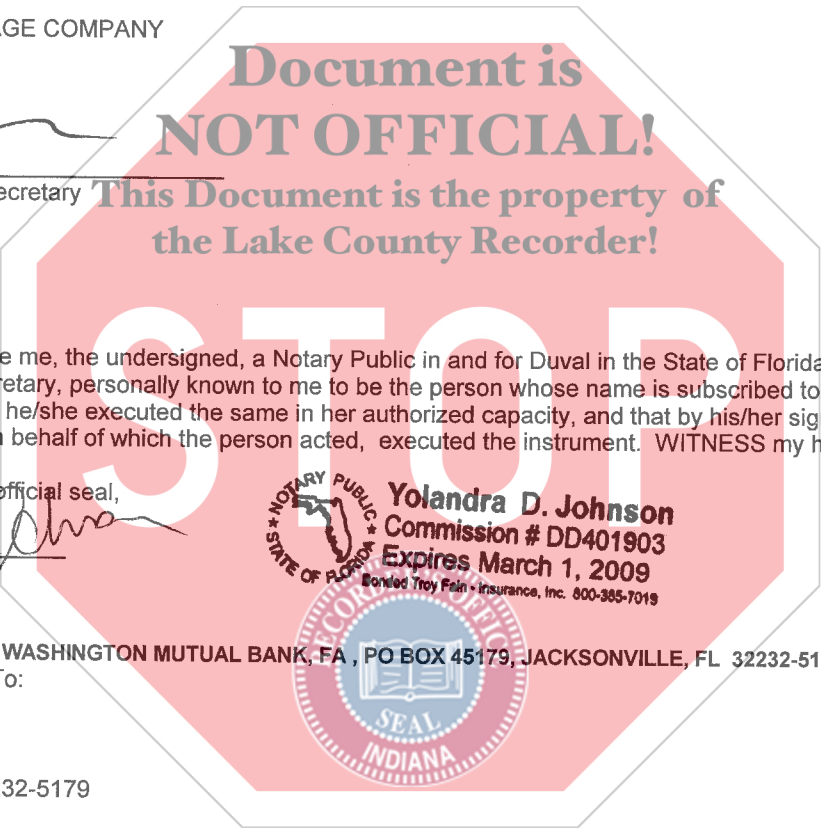 AGE COMPANY
Document is
NOT OFFICIAL!
ecretary
This Document is the property of
the Lake County Recorder!
STOP
e me, the undersigned, a Notary Public in and for Duval in the State of Florida
retary, personally known to me to be the person whose name is subscribed to
he/she executed the same in her authorized capacity, and that by his/her sig
behalf of which the person acted, executed the instrument. WITNESS my h
official seal,
NOTARY PUBLIC
STATE OF FLORIDA
Yolandra D. Johnson
Commission # DD401903
Expires March 1, 2009
Bonded Troy Fain - Insurance, Inc. 800-385-7019
RECORDER'S OFFICE
SEAL
INDIANA
WASHINGTON MUTUAL BANK, FA , PO BOX 45179, JACKSONVILLE, FL 32232-51
To:
32-5179